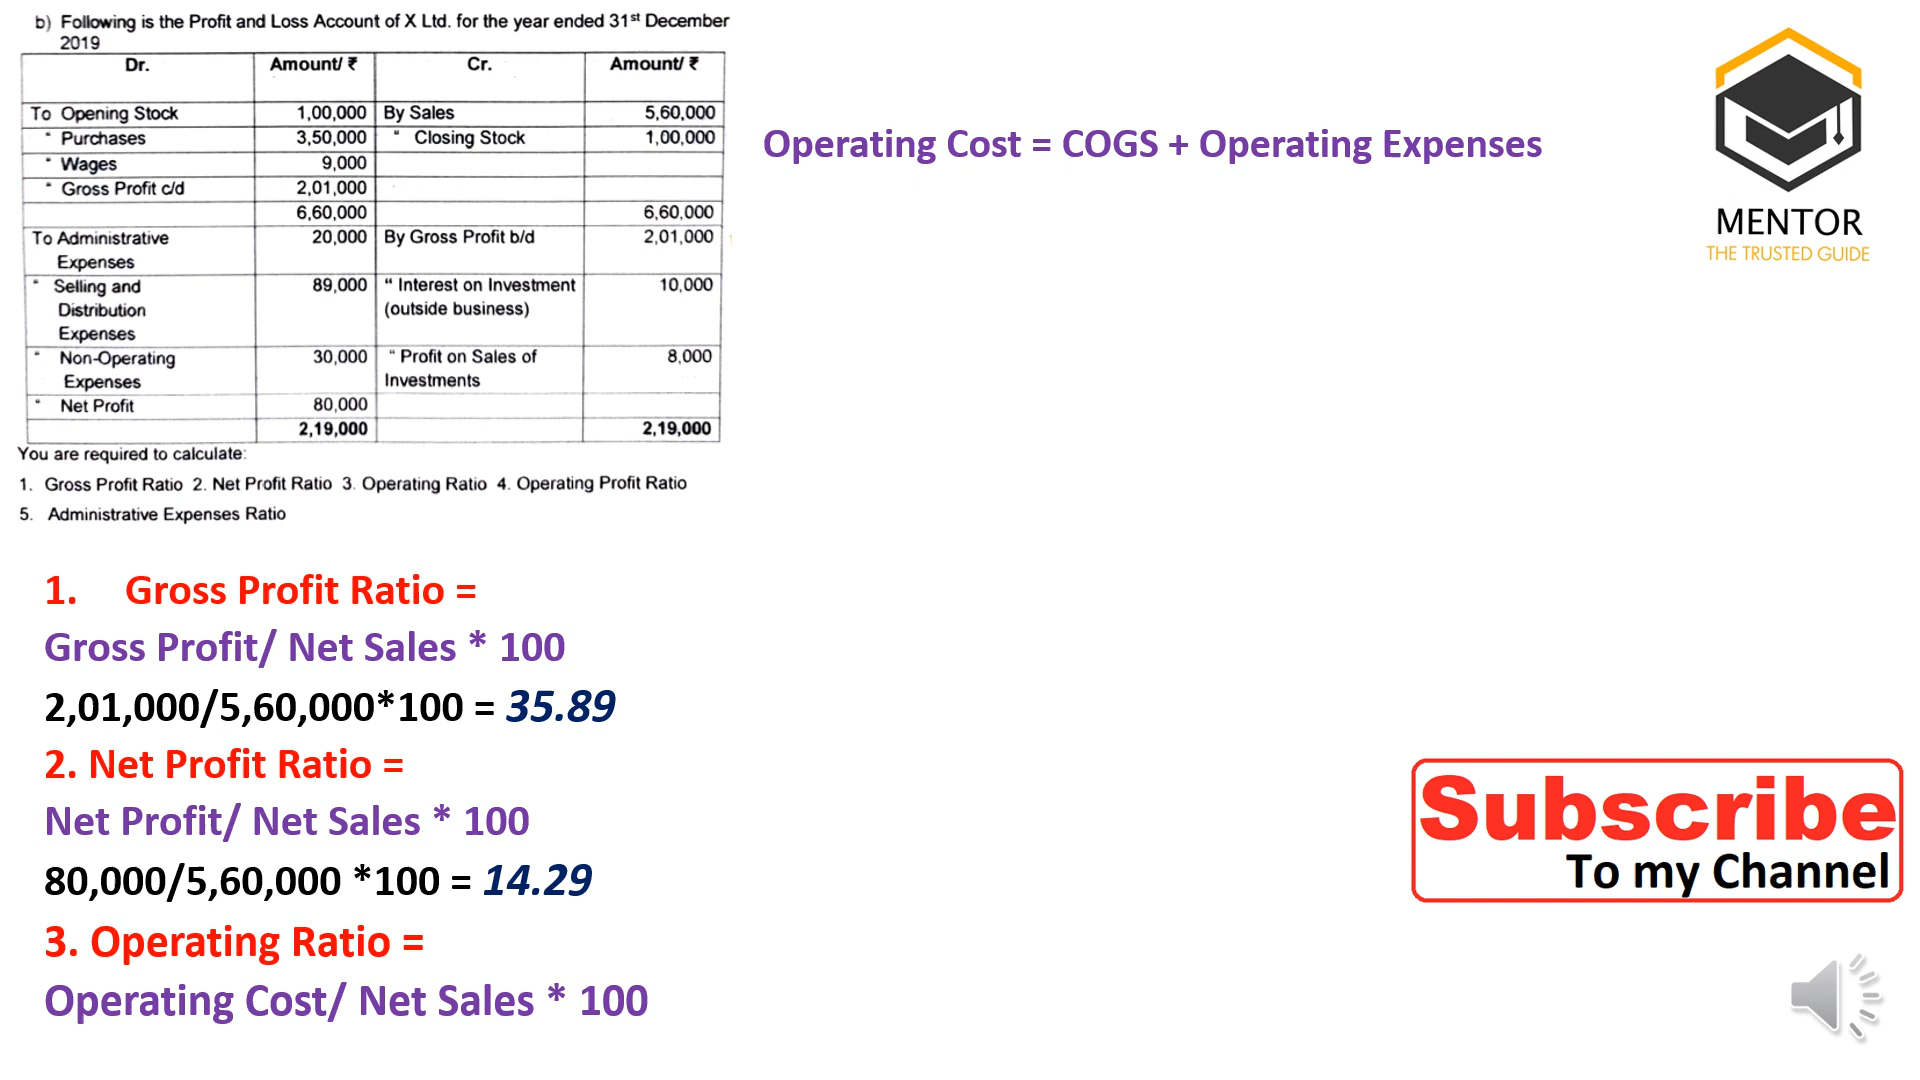 b) Following is the Profit and Loss Account of X Ltd. for the year ended 31st December
2019
Dr. Amount/ ₹ Cr. Amount/ ₹
To Opening Stock 1,00,000 By Sales 5,60,000
" Purchases 3,50,000 " Closing Stock 1,00,000
" Wages 9,000
" Gross Profit c/d 2,01,000
6,60,000 6,60,000
To Administrative 20,000 By Gross Profit b/d 2,01,000
Expenses
" Selling and 89,000 " Interest on Investment 10,000
Distribution (outside business)
Expenses
" Non-Operating 30,000 " Profit on Sales of 8,000
Expenses Investments
" Net Profit 80,000
2,19,000 2,19,000
You are required to calculate:
1. Gross Profit Ratio 2. Net Profit Ratio 3. Operating Ratio 4. Operating Profit Ratio
5. Administrative Expenses Ratio
1. Gross Profit Ratio =
Gross Profit/ Net Sales * 100
2,01,000/5,60,000*100 = 35.89
2. Net Profit Ratio =
Net Profit/ Net Sales * 100
80,000/5,60,000 *100 = 14.29
3. Operating Ratio =
Operating Cost/ Net Sales * 100
Operating Cost = COGS + Operating Expenses
MENTOR
THE TRUSTED GUIDE
Subscribe
To my Channel